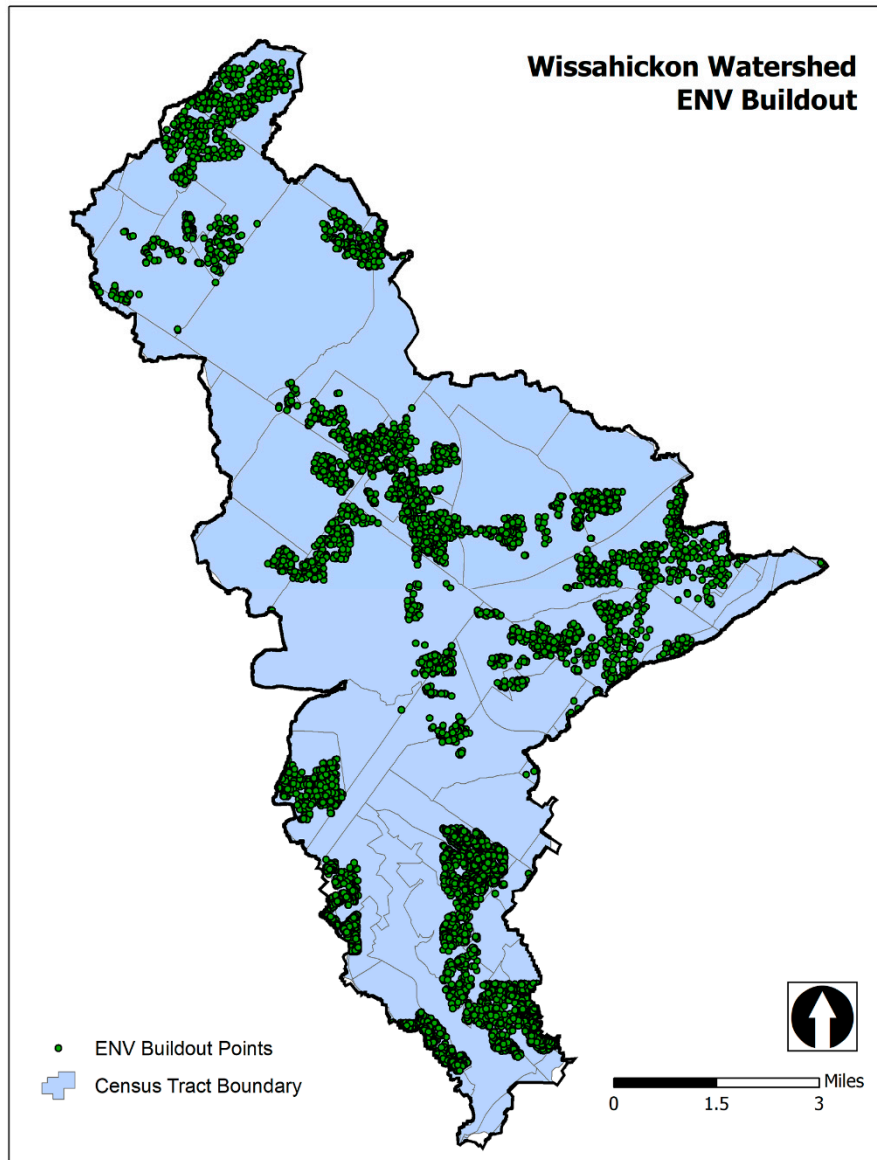 Wissahickon Watershed
ENV Buildout
ENV Buildout Points
Census Tract Boundary
Miles
0 1.5 3